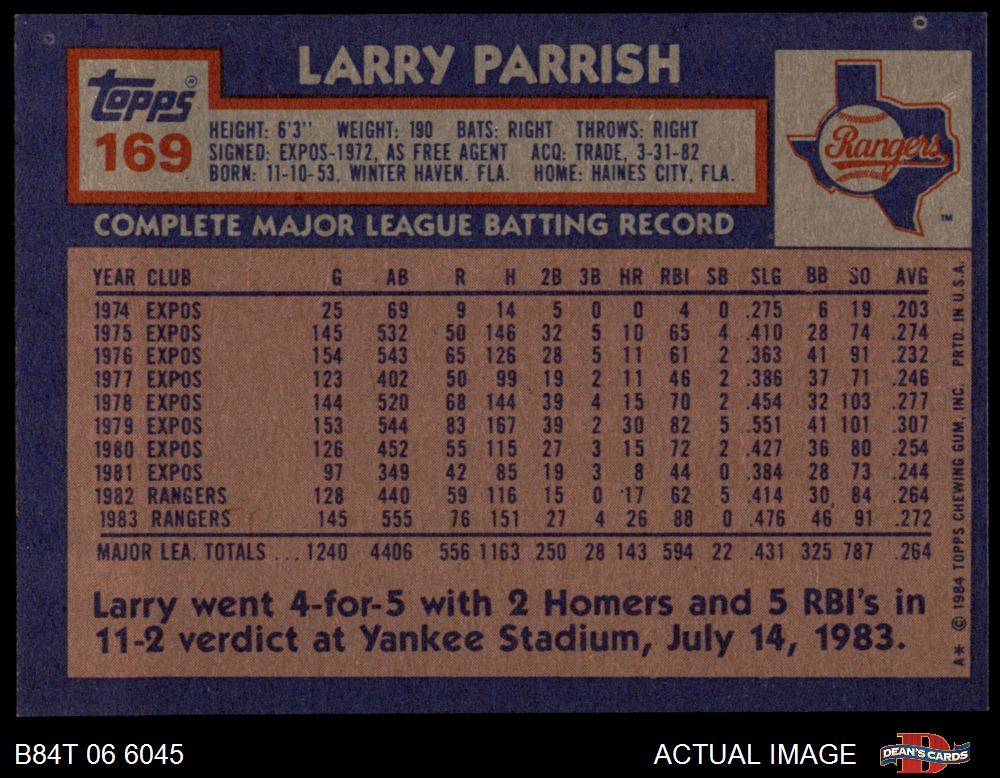 LARRY PARRISH
Topps®
169
HEIGHT: 6'3" WEIGHT: 190 BATS: RIGHT THROWS: RIGHT
SIGNED: EXPOS-1972, AS FREE AGENT ACQ: TRADE, 3-31-82
BORN: 11-10-53, WINTER HAVEN. FLA. HOME: HAINES CITY, FLA.
Rangers
TM
COMPLETE MAJOR LEAGUE BATTING RECORD
YEAR CLUB G AB R H 2B 3B HR RBI SB SLG BB SO AVG
1974 EXPOS 25 69 9 14 5 0 0 4 0 .275 6 19 .203
1975 EXPOS 145 532 50 146 32 5 10 65 4 .410 28 74 .274
1976 EXPOS 154 543 65 126 28 5 11 61 2 .363 41 91 .232
1977 EXPOS 123 402 50 99 19 2 11 46 2 .386 37 71 .246
1978 EXPOS 144 520 68 144 39 4 15 70 2 .454 32 103 .277
1979 EXPOS 153 544 83 167 39 2 30 82 5 .551 41 101 .307
1980 EXPOS 126 452 55 115 27 3 15 72 2 .427 36 80 .254
1981 EXPOS 97 349 42 85 19 3 8 44 0 .384 28 73 .244
1982 RANGERS 128 440 59 116 15 0 17 62 5 .414 30 84 .264
1983 RANGERS 145 555 76 151 27 4 26 88 0 .476 46 91 .272
MAJOR LEA. TOTALS ... 1240 4406 556 1163 250 28 143 594 22 .431 325 787 .264
Larry went 4-for-5 with 2 Homers and 5 RBI's in
11-2 verdict at Yankee Stadium, July 14, 1983.
A* © 1984 TOPPS CHEWING GUM, INC. PRTD. IN U.S.A.
B84T 06 6045
ACTUAL IMAGE
DEAN'S CARDS